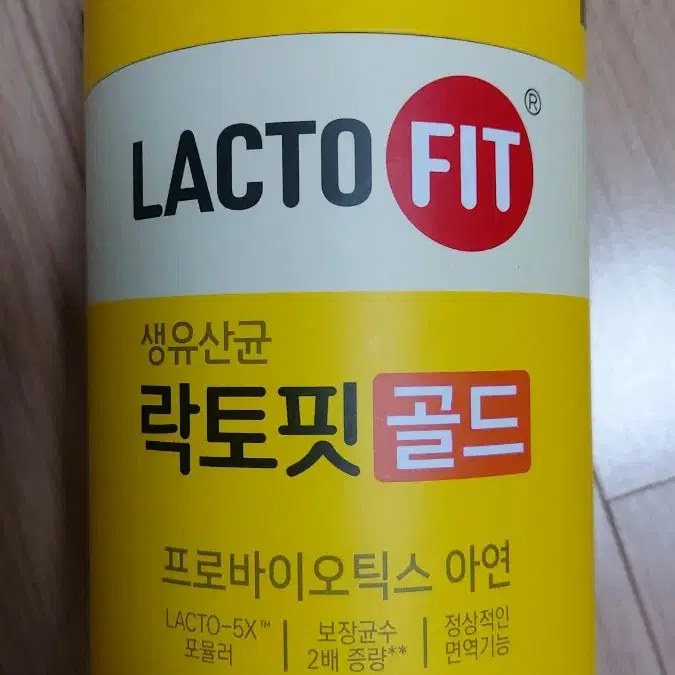 LACTO FIT®
생유산균
락토핏 골드
프로바이오틱스 아연
LACTO-5X™
포뮬러
보장균수
2배 증량**
정상적인
면역기능